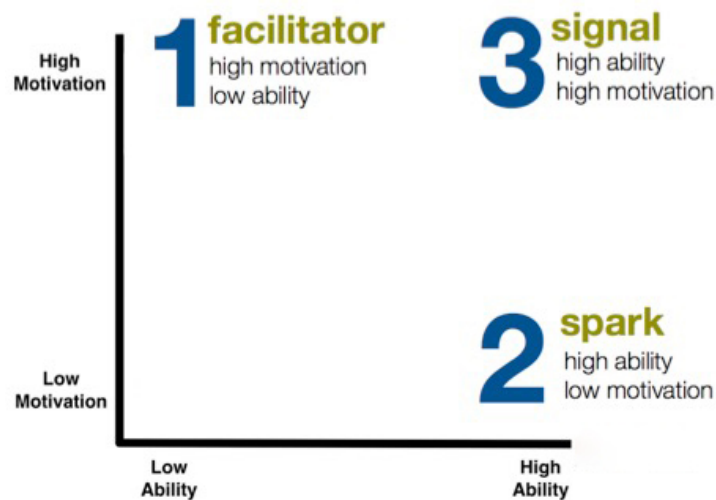 1 facilitator
high motivation
low ability
3 signal
high ability
high motivation
High
Motivation
2 spark
high ability
low motivation
Low
Motivation
Low
Ability
High
Ability